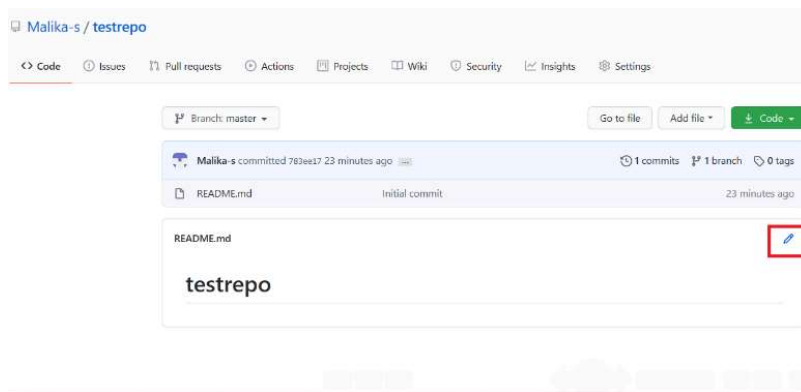 Malika-s / testrepo
<> Code Issues Pull requests Actions Projects Wiki Security Insights Settings
Branch: master Go to file Add file Code
Malika-s committed 783ee17 23 minutes ago ... 1 commits 1 branch 0 tags
README.md Initial commit 23 minutes ago
README.md
testrepo